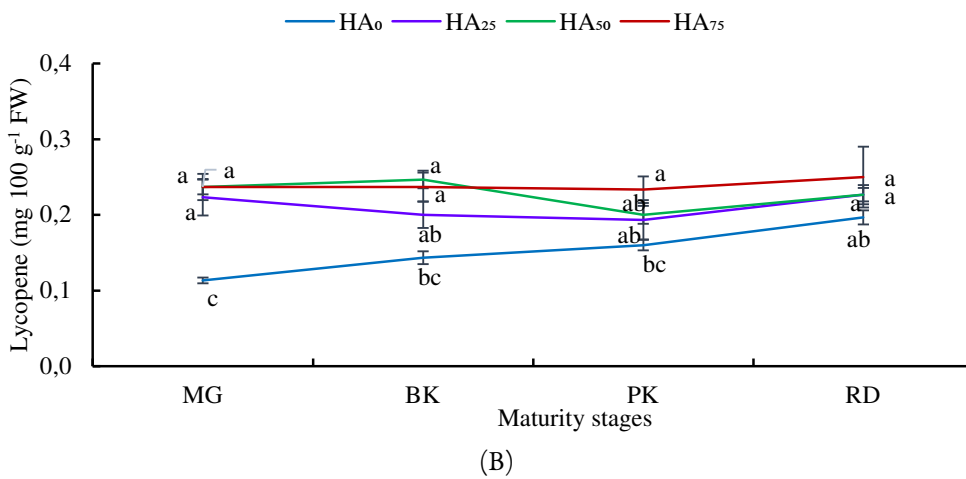 HA₀ HA₂₅ HA₅₀ HA₇₅
Lycopene (mg 100 g⁻¹ FW)
0,4
0,3
0,2
0,1
0,0
a a a a a a
a a ab a a
a ab ab ab
c bc bc
MG BK PK RD
Maturity stages
(B)